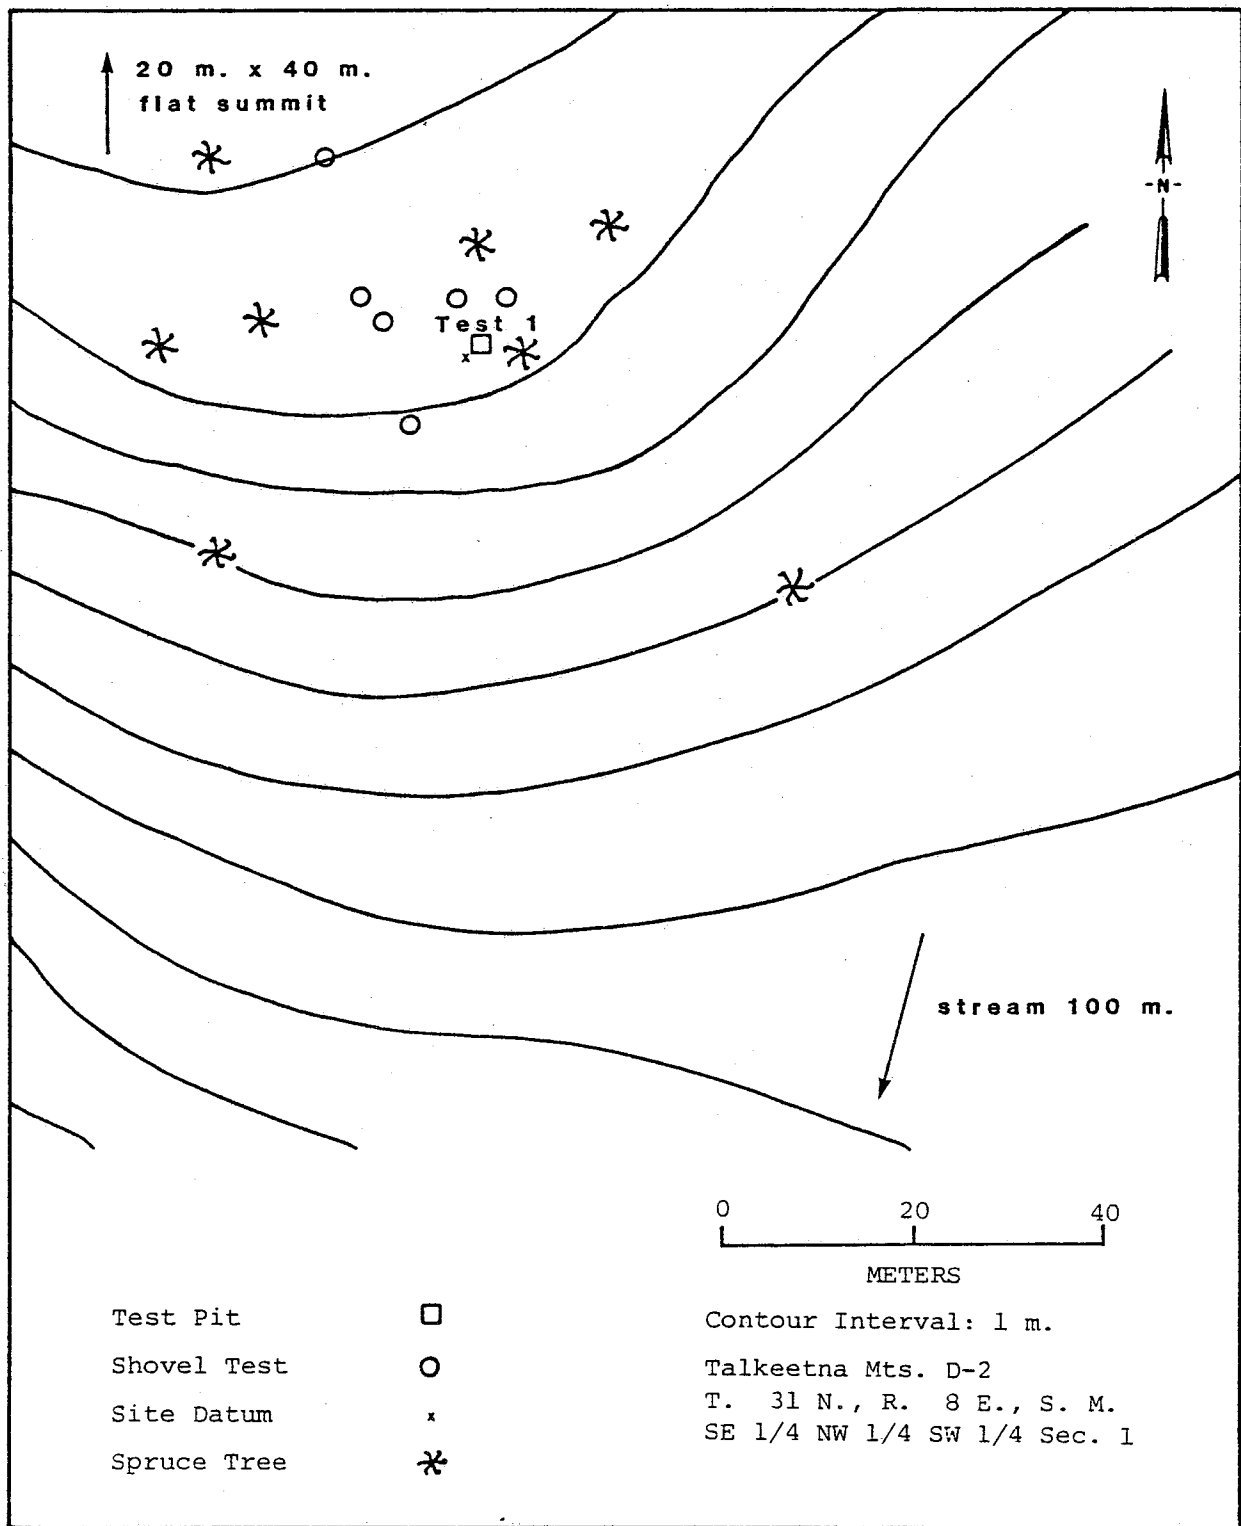 20 m. x 40 m.
flat summit
-N-
Test 1
x
stream 100 m.
0 20 40
METERS
Test Pit
Shovel Test
Site Datum x
Spruce Tree
Contour Interval: 1 m.
Talkeetna Mts. D-2
T. 31 N., R. 8 E., S. M.
SE 1/4 NW 1/4 SW 1/4 Sec. 1